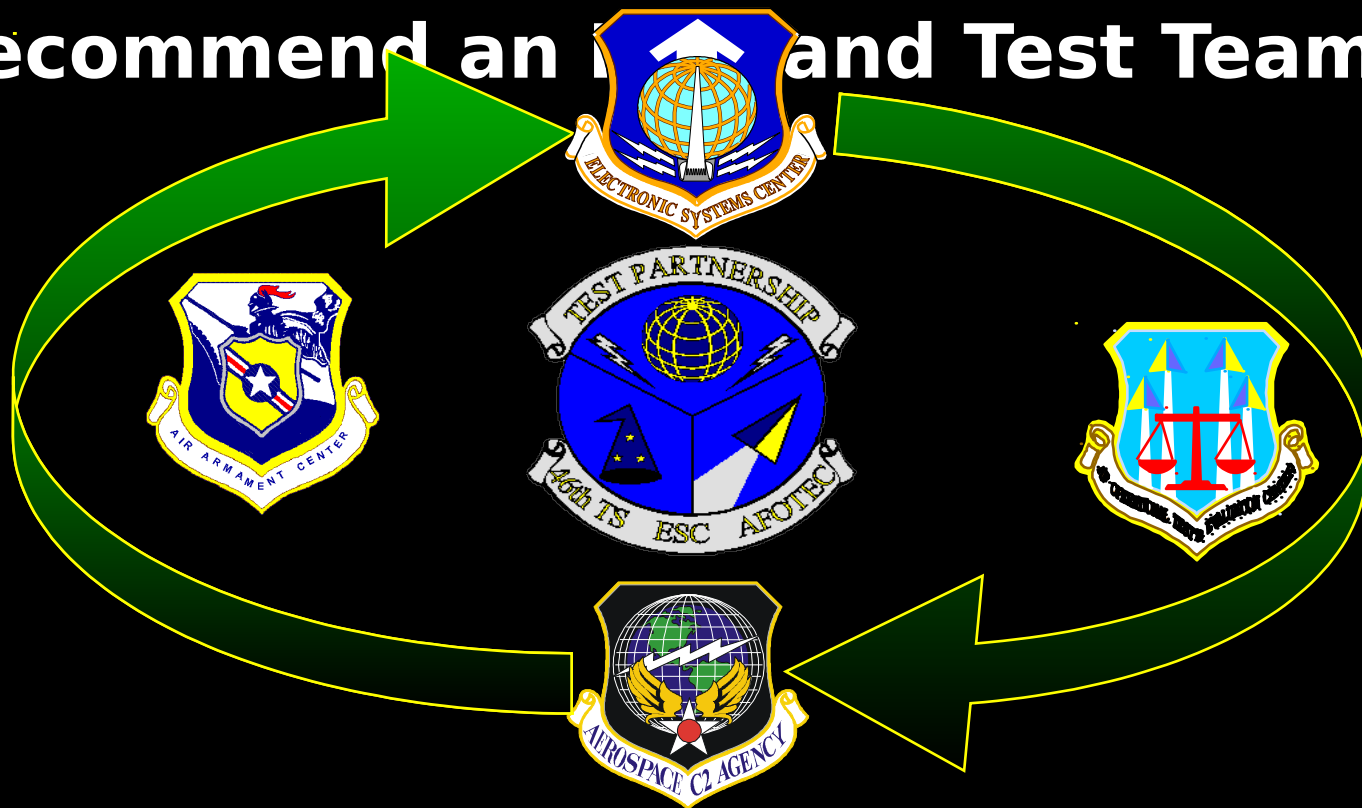 ecommend an and Test Team
ELECTRONIC SYSTEMS CENTER
TEST PARTNERSHIP
AIR ARMAMENT CENTER
46th TS ESC AFOTEC
AEROSPACE C2 AGENCY